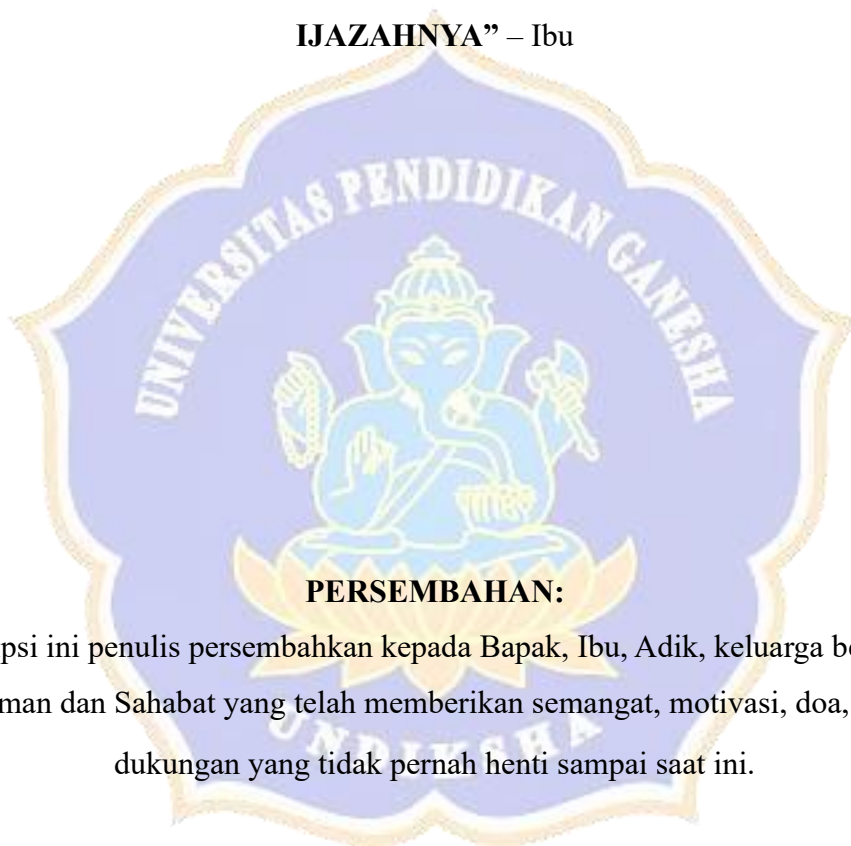 IJAZAHNYA” – Ibu
UNIVERSITAS PENDIDIKAN GANESHA
PERSEMBAHAN:
psi ini penulis persembahkan kepada Bapak, Ibu, Adik, keluarga
man dan Sahabat yang telah memberikan semangat, motivasi, doa,
UNDIKSHA
dukungan yang tidak pernah henti sampai saat ini.